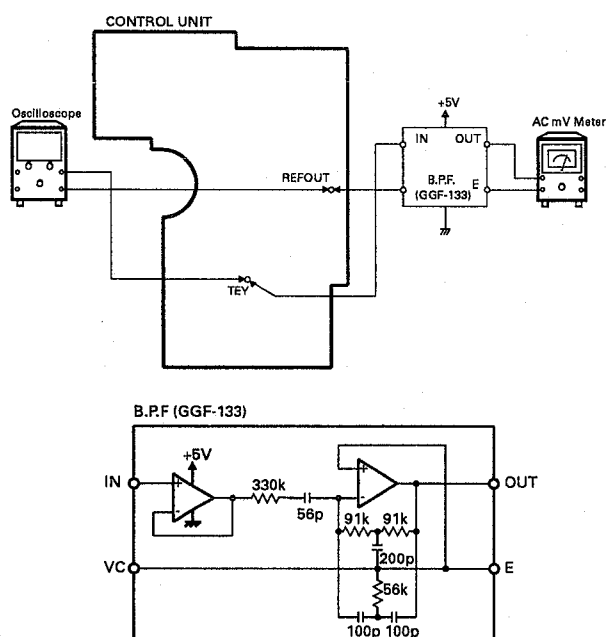 CONTROL UNIT
Oscilloscope
+5V
AC mV Meter
IN OUT
REFOUT
B.P.F. E
(GGF-133)
TEY
B.P.F (GGF-133)
+5V
IN
+
-
330k
56p
+
-
OUT
91k 91k
200p
VC
E
56k
100p 100p